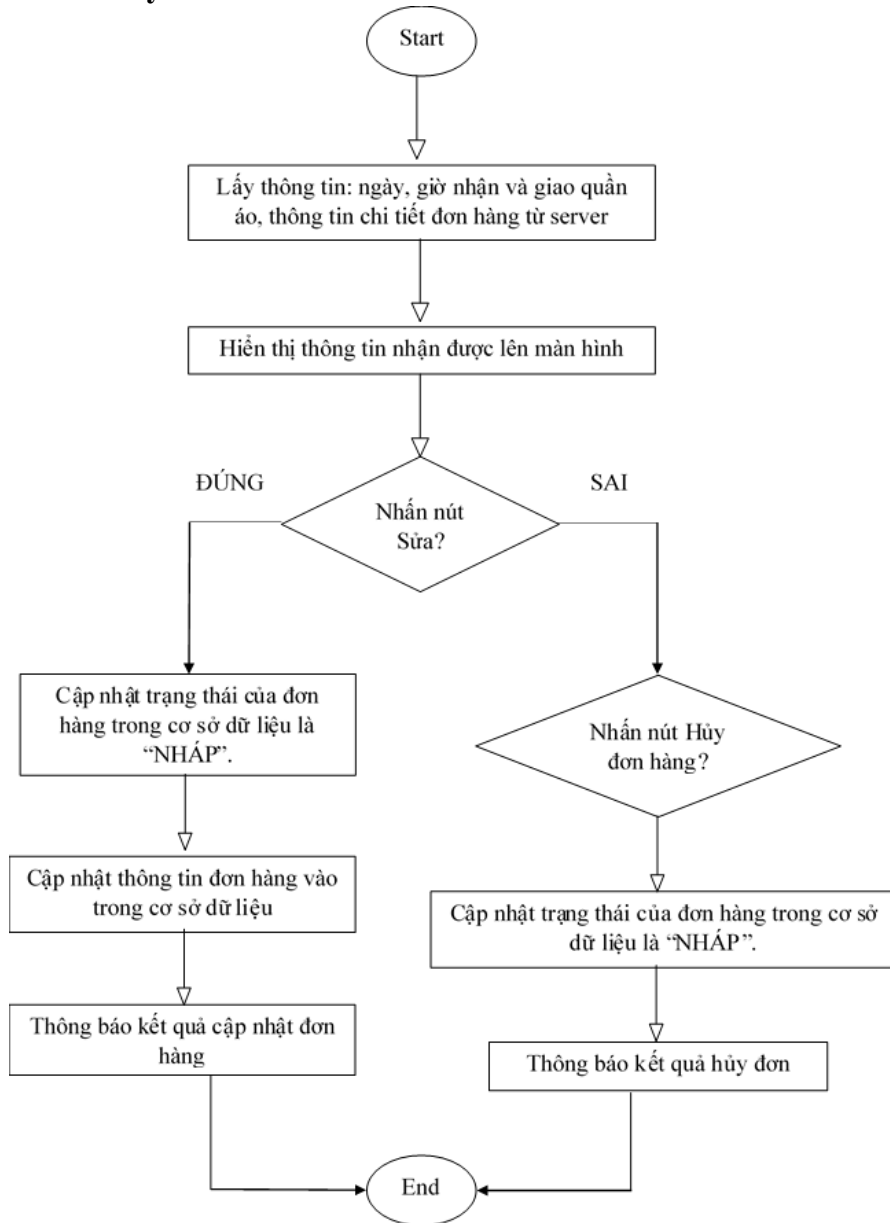 Start
Lấy thông tin: ngày, giờ nhận và giao quần
áo, thông tin chi tiết đơn hàng từ server
Hiển thị thông tin nhận được lên màn hình
ĐÚNG
SAI
Nhấn nút
Sửa?
Cập nhật trạng thái của đơn
hàng trong cơ sở dữ liệu là
“NHÁP”.
Nhấn nút Hủy
đơn hàng?
Cập nhật thông tin đơn hàng vào
trong cơ sở dữ liệu
Cập nhật trạng thái của đơn hàng trong cơ sở
dữ liệu là “NHÁP”.
Thông báo kết quả cập nhật đơn
hàng
Thông báo kết quả hủy đơn
End